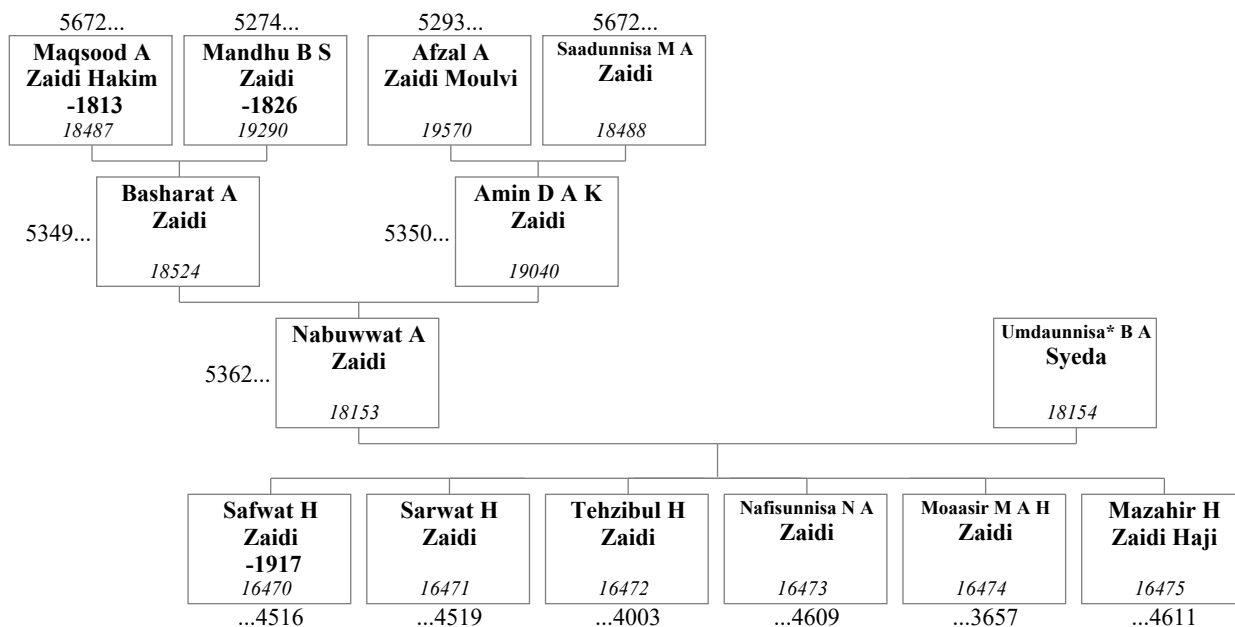 5672...
5274...
5293...
5672...
Maqsood A
Zaidi Hakim
-1813
18487
Mandhu B S
Zaidi
-1826
19290
Afzal A
Zaidi Moulvi
19570
Saadunnisa M A
Zaidi
18488
5349...
Basharat A
Zaidi
18524
5350...
Amin D A K
Zaidi
19040
5362...
Nabuwwat A
Zaidi
18153
Umdaunnisa* B A
Syeda
18154
Safwat H
Zaidi
-1917
16470
Sarwat H
Zaidi
16471
Tehzibul H
Zaidi
16472
Nafisunnisa N A
Zaidi
16473
Moaasir M A H
Zaidi
16474
Mazahir H
Zaidi Haji
16475
...4516
...4519
...4003
...4609
...3657
...4611